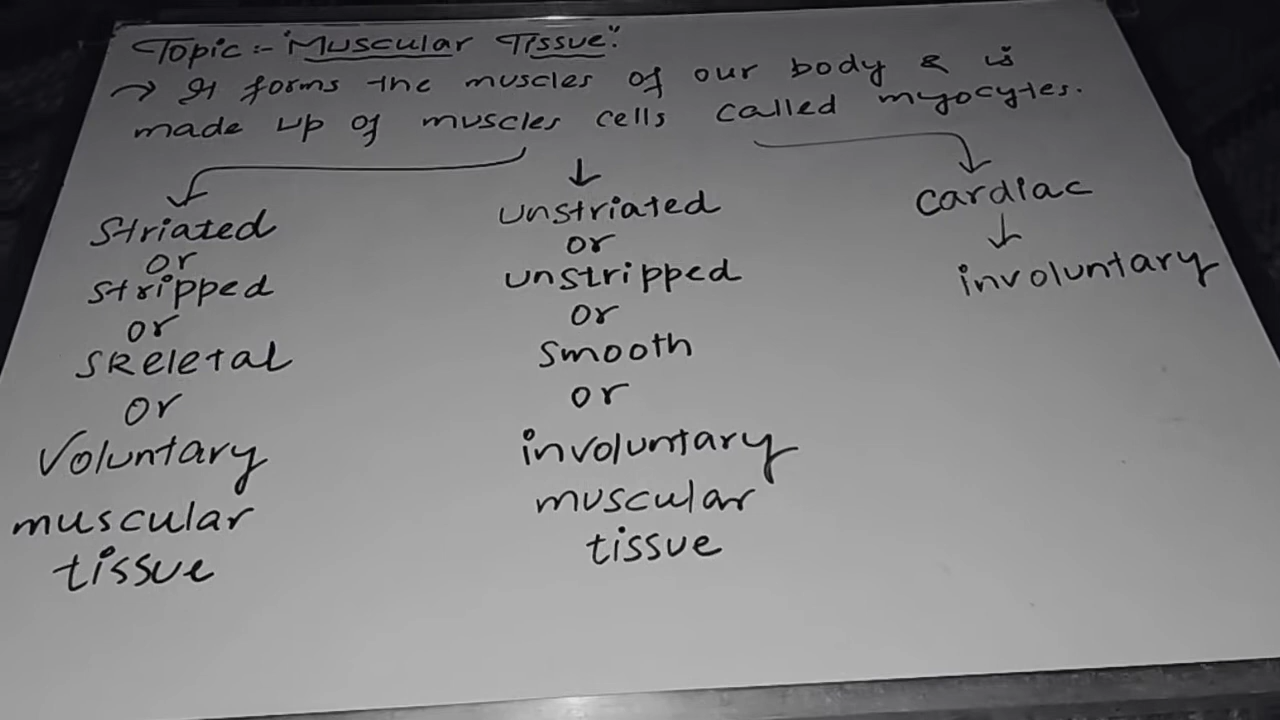 Topic:- "Muscular Tissue".
→ It forms the muscles of our body & is
made up of muscles cells called myocytes.
Striated
or
Stripped
or
Skeletal
or
Voluntary
muscular
tissue
unstriated
or
unstripped
or
smooth
or
involuntary
muscular
tissue
cardiac
↓
involuntary